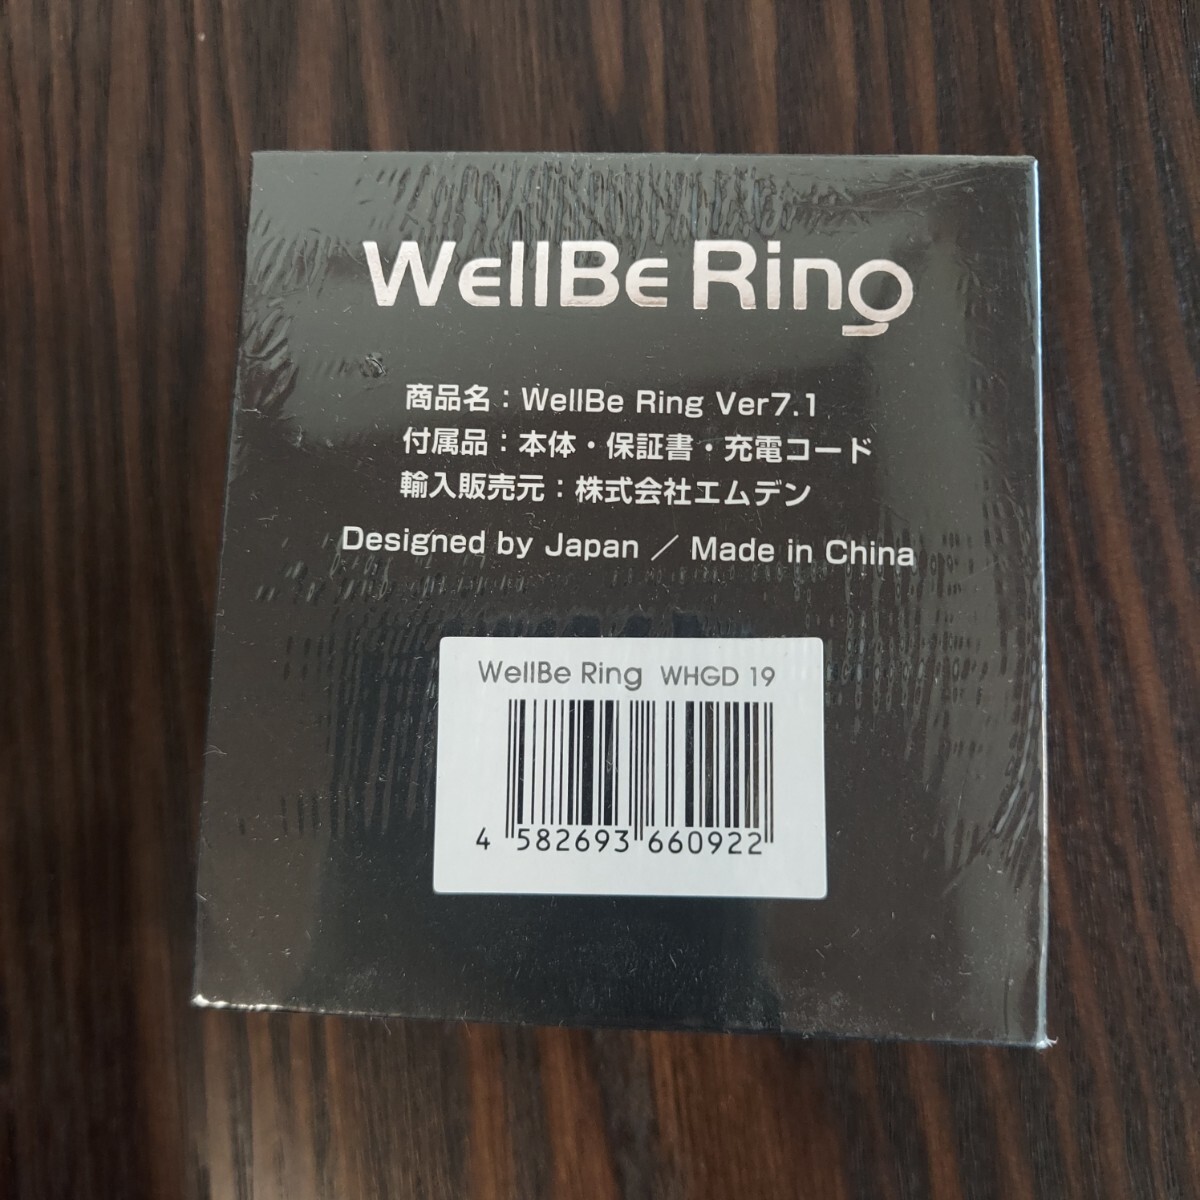 WellBe Ring
商品名：WellBe Ring Ver7.1
付属品：本体・保証書・充電コード
輸入販売元：株式会社エムデン
Designed by Japan ／ Made in China
WellBe Ring WHGD 19
4 582693 660922